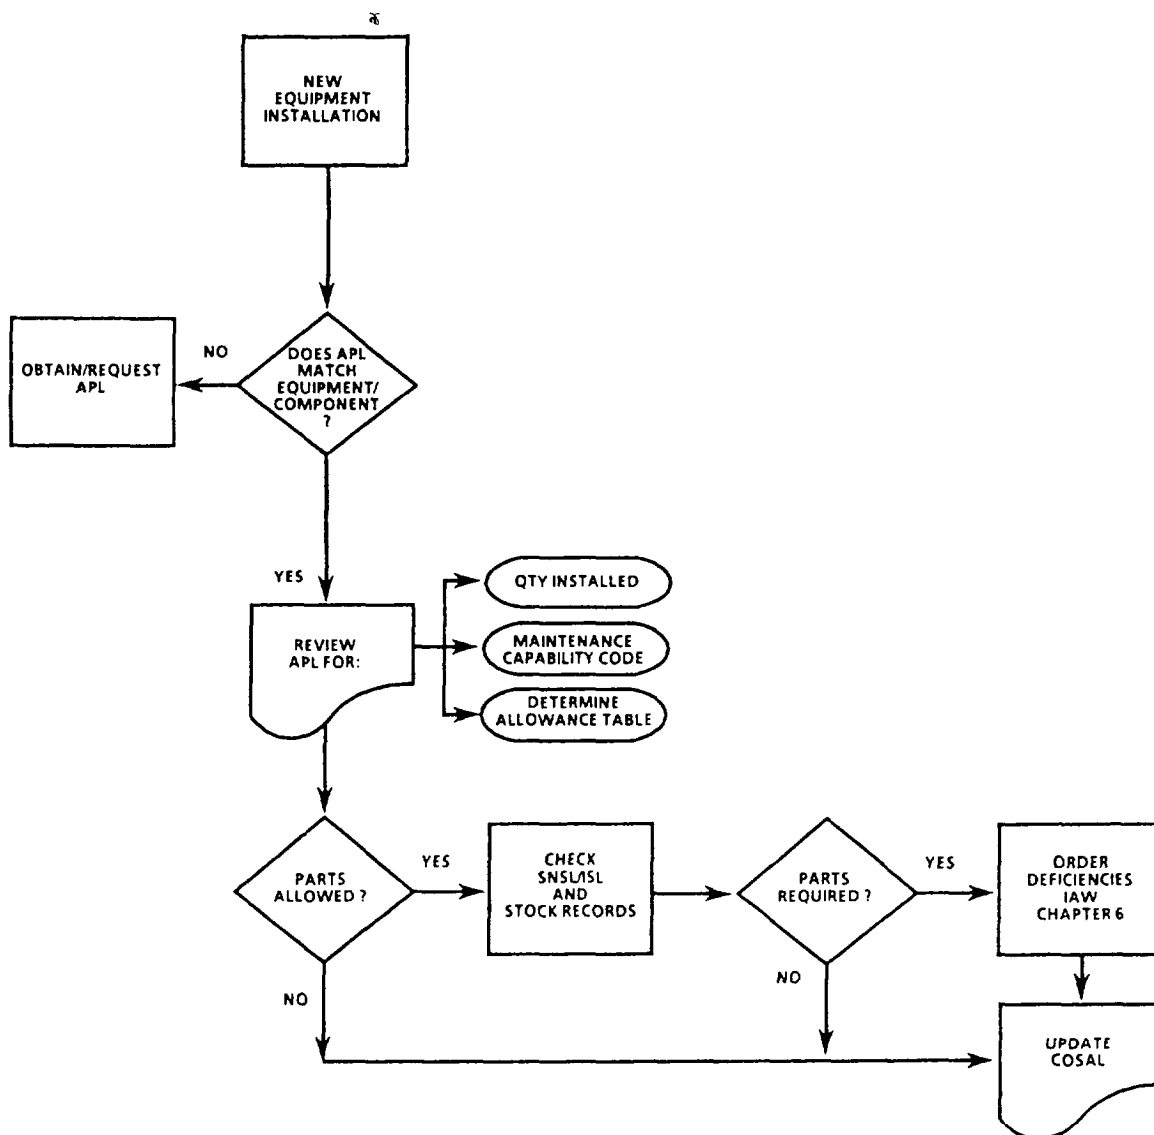 NEW
EQUIPMENT
INSTALLATION
NO
DOES APL
MATCH
EQUIPMENT/
COMPONENT
?
OBTAIN/REQUEST
APL
YES
REVIEW
APL FOR:
QTY INSTALLED
MAINTENANCE
CAPABILITY CODE
DETERMINE
ALLOWANCE TABLE
PARTS
ALLOWED ?
YES
CHECK
SNSL/ISL
AND
STOCK RECORDS
PARTS
REQUIRED ?
YES
ORDER
DEFICIENCIES
IAW
CHAPTER 6
NO
NO
UPDATE
COSAL